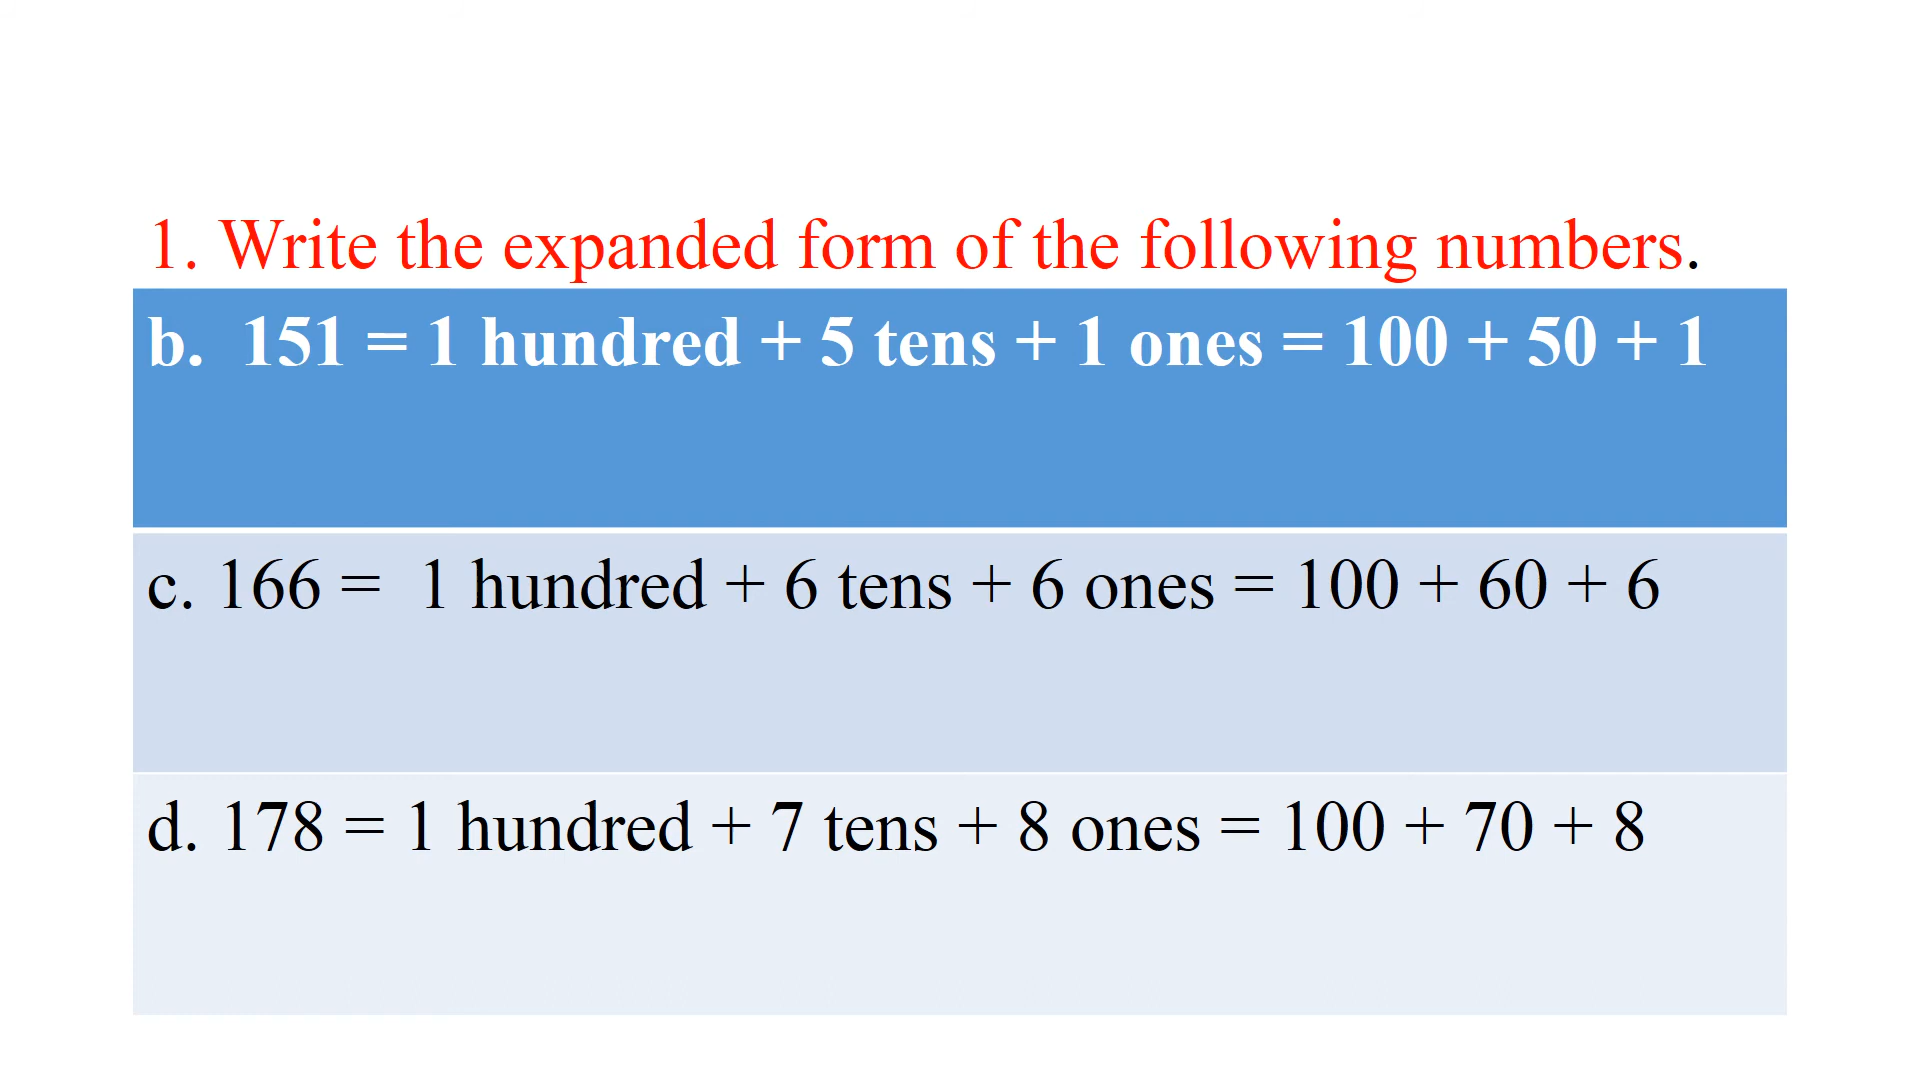 1. Write the expanded form of the following numbers.
b. 151 = 1 hundred + 5 tens + 1 ones = 100 + 50 + 1
c. 166 = 1 hundred + 6 tens + 6 ones = 100 + 60 + 6
d. 178 = 1 hundred + 7 tens + 8 ones = 100 + 70 + 8